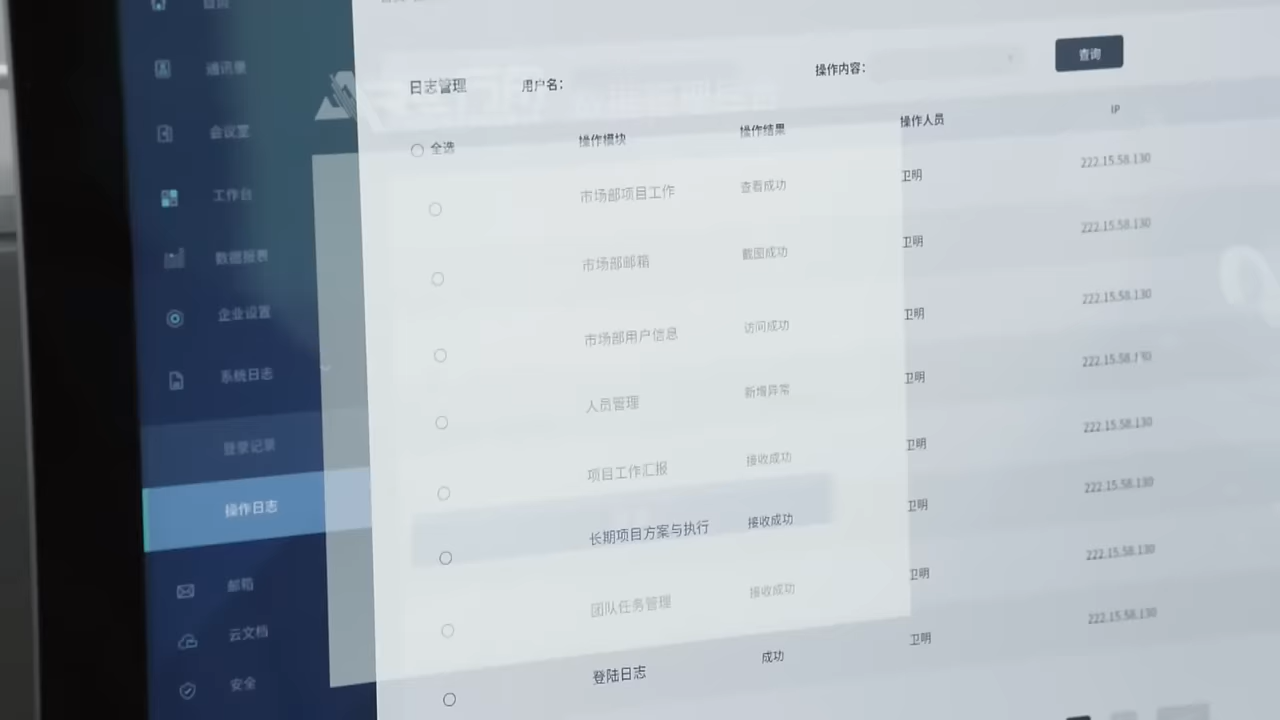 首页
通讯录
会议室
工作台
数据报表
企业设置
系统日志
登录记录
操作日志
邮箱
云文档
安全
日志管理 用户名： 操作内容： 查询
全选 操作模块 操作结果 操作人员 IP
市场部项目工作 查看成功 卫明 222.15.58.130
市场部邮箱 截图成功 卫明 222.15.58.130
市场部用户信息 访问成功 卫明 222.15.58.130
人员管理 新增异常 卫明 222.15.58.130
项目工作汇报 接收成功 卫明 222.15.58.130
长期项目方案与执行 接收成功 卫明 222.15.58.130
团队任务管理 接收成功 卫明 222.15.58.130
登陆日志 成功 卫明 222.15.58.130